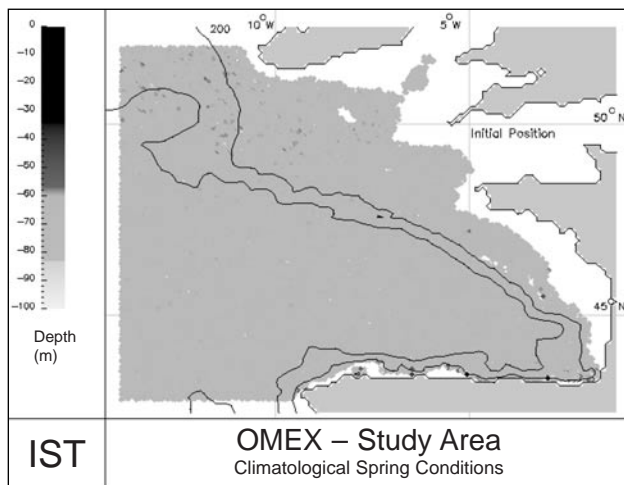 0
-10
-20
-30
-40
-50
-60
-70
-80
-90
-100
Depth
(m)
200
10°W
5°W
50°N
Initial Position
45°N
IST
OMEX – Study Area
Climatological Spring Conditions